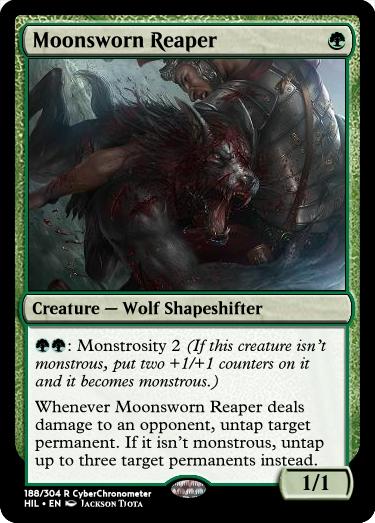 Moonsworn Reaper
Creature — Wolf Shapeshifter
: Monstrosity 2 (If this creature isn't
monstrous, put two +1/+1 counters on it
and it becomes monstrous.)
Whenever Moonsworn Reaper deals
damage to an opponent, untap target
permanent. If it isn't monstrous, untap
up to three target permanents instead.
1/1
188/304 R CyberChronometer
HIL • EN Jackson Tiota